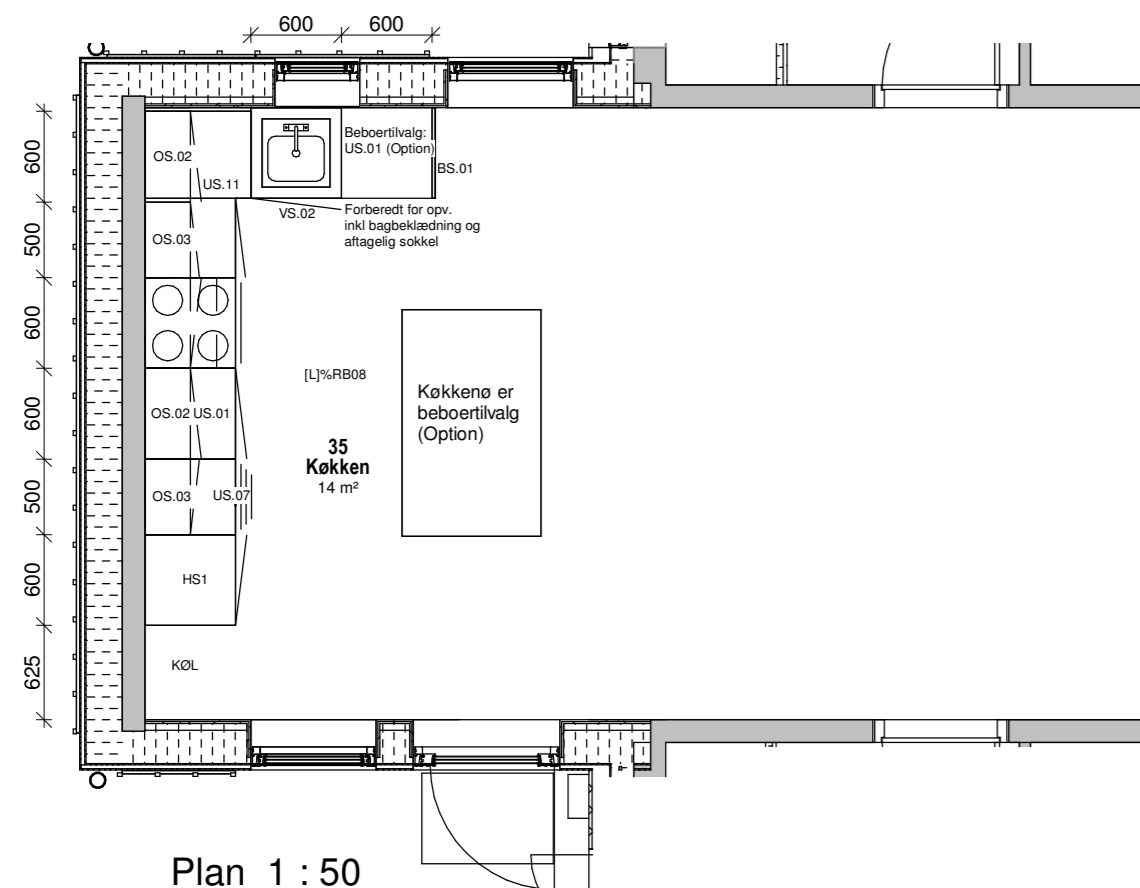 600
600
600
500
600
600
500
600
625
OS.02
US.11
Beboertilvalg:
US.01 (Option)
BS.01
VS.02
Forberedt for opv.
inkl bagbeklædning og
aftagelig sokkel
OS.03
[L]%RB08
Køkkenø er
beboertilvalg
(Option)
OS.02
US.01
35
Køkken
14 m²
OS.03
US.07
HS1
KØL
Plan 1 : 50